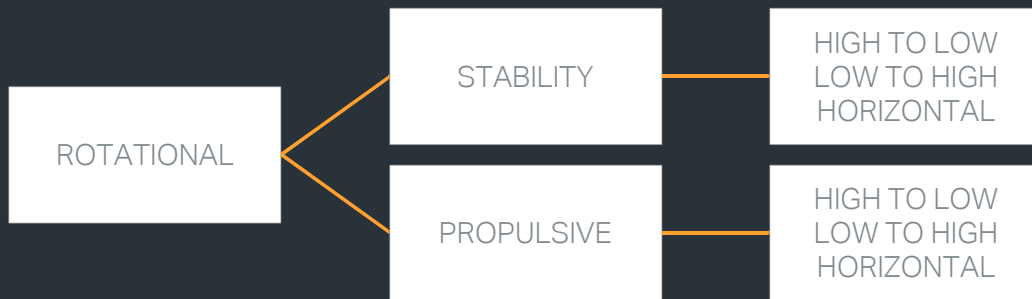 ROTATIONAL
STABILITY
HIGH TO LOW
LOW TO HIGH
HORIZONTAL
PROPULSIVE
HIGH TO LOW
LOW TO HIGH
HORIZONTAL